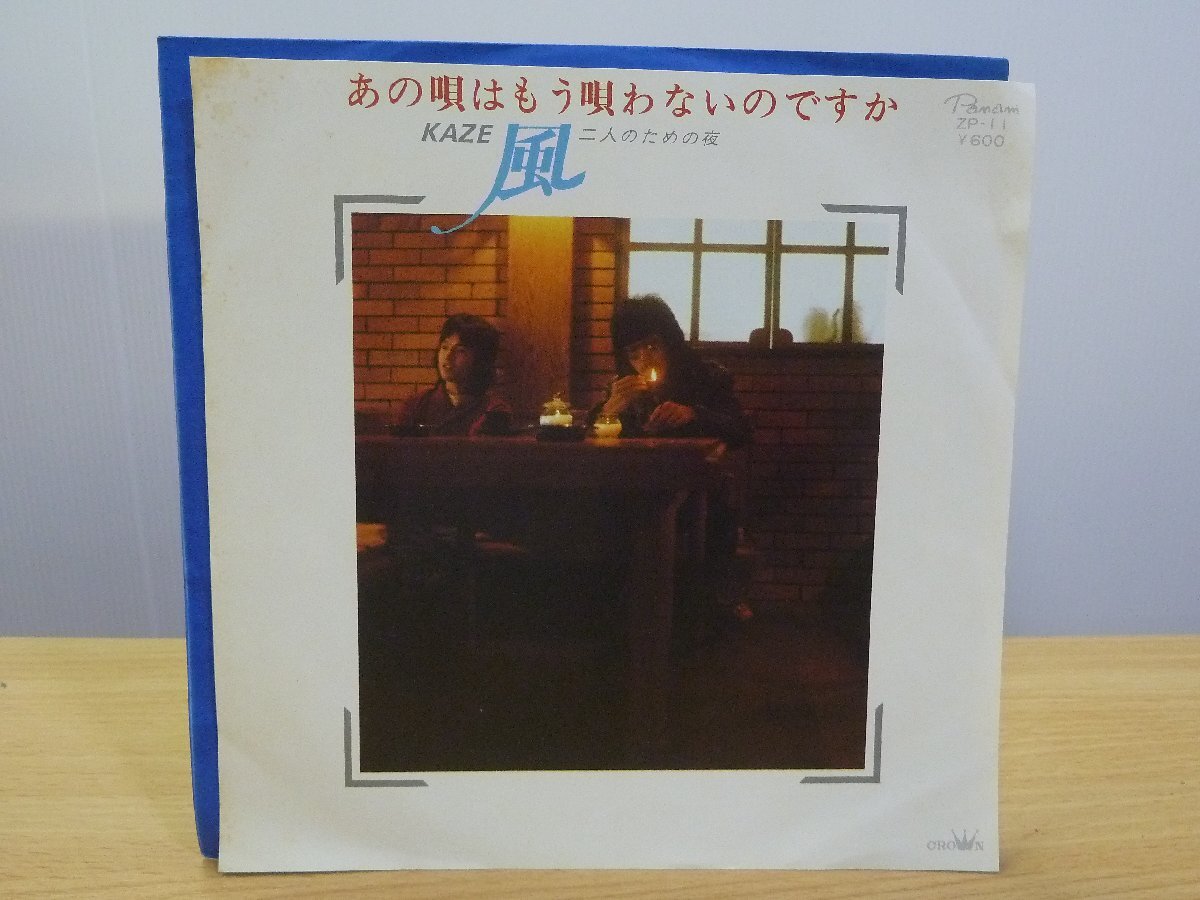 あの唄はもう唄わないのですか
KAZE 風 二人のための夜
Panam
ZP-11
¥600
CROWN